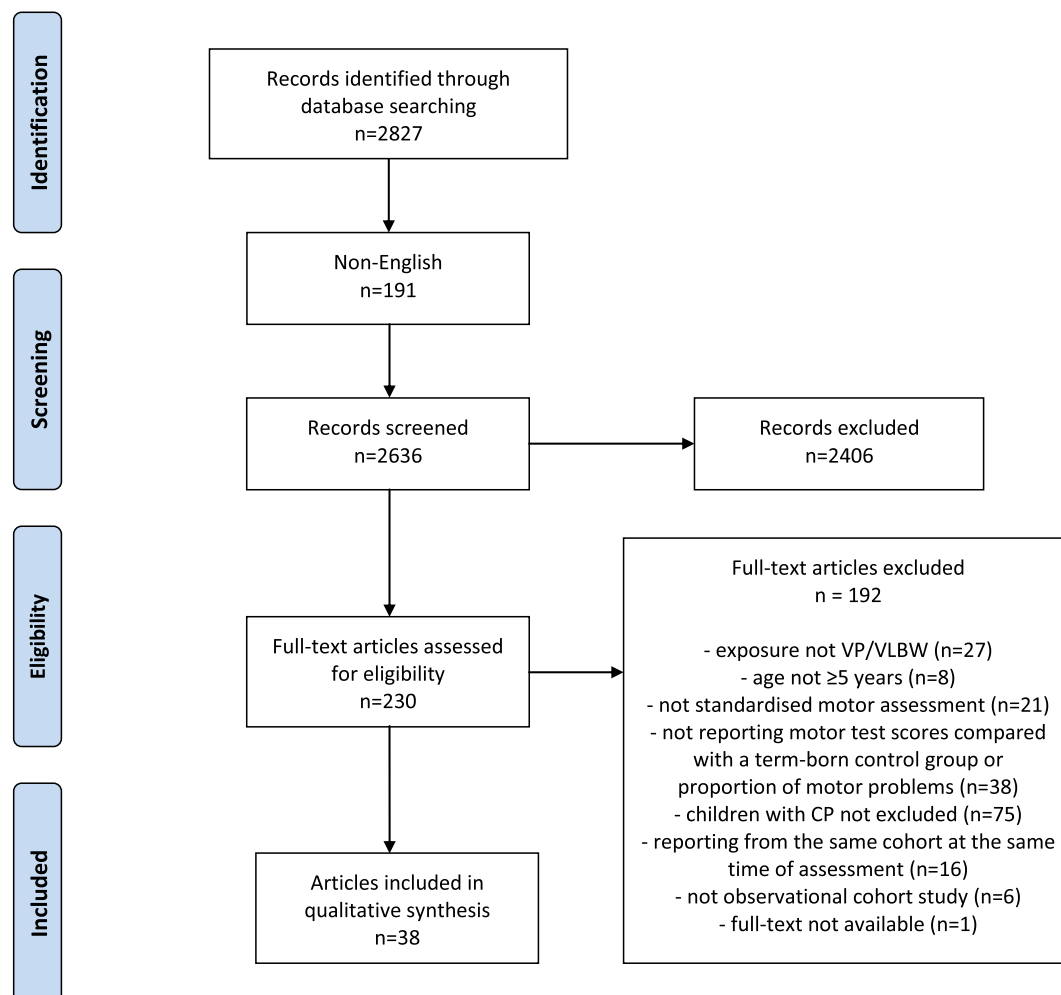 Identification
Records identified through
database searching
n=2827
Non-English
n=191
Screening
Records screened
n=2636
Records excluded
n=2406
Eligibility
Full-text articles assessed
for eligibility
n=230
Full-text articles excluded
n = 192
- exposure not VP/VLBW (n=27)
- age not ≥5 years (n=8)
- not standardised motor assessment (n=21)
- not reporting motor test scores compared
with a term-born control group or
proportion of motor problems (n=38)
- children with CP not excluded (n=75)
- reporting from the same cohort at the same
time of assessment (n=16)
- not observational cohort study (n=6)
- full-text not available (n=1)
Included
Articles included in
qualitative synthesis
n=38